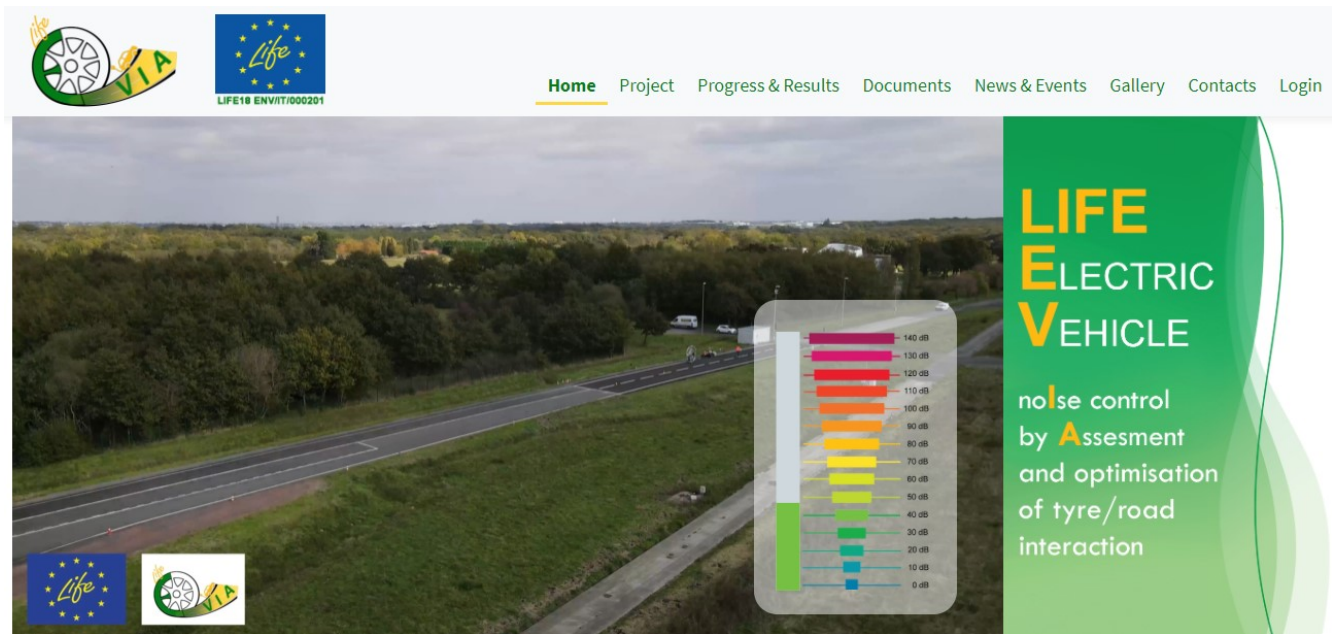 life
VIA
Life
LIFE18 ENV/IT/000201
Home Project Progress & Results Documents News & Events Gallery Contacts Login
LIFE
ELECTRIC
VEHICLE
noIse control
by Assesment
and optimisation
of tyre/road
interaction
140 dB
130 dB
120 dB
110 dB
100 dB
90 dB
80 dB
70 dB
60 dB
50 dB
40 dB
30 dB
20 dB
10 dB
0 dB
Life
life
VIA